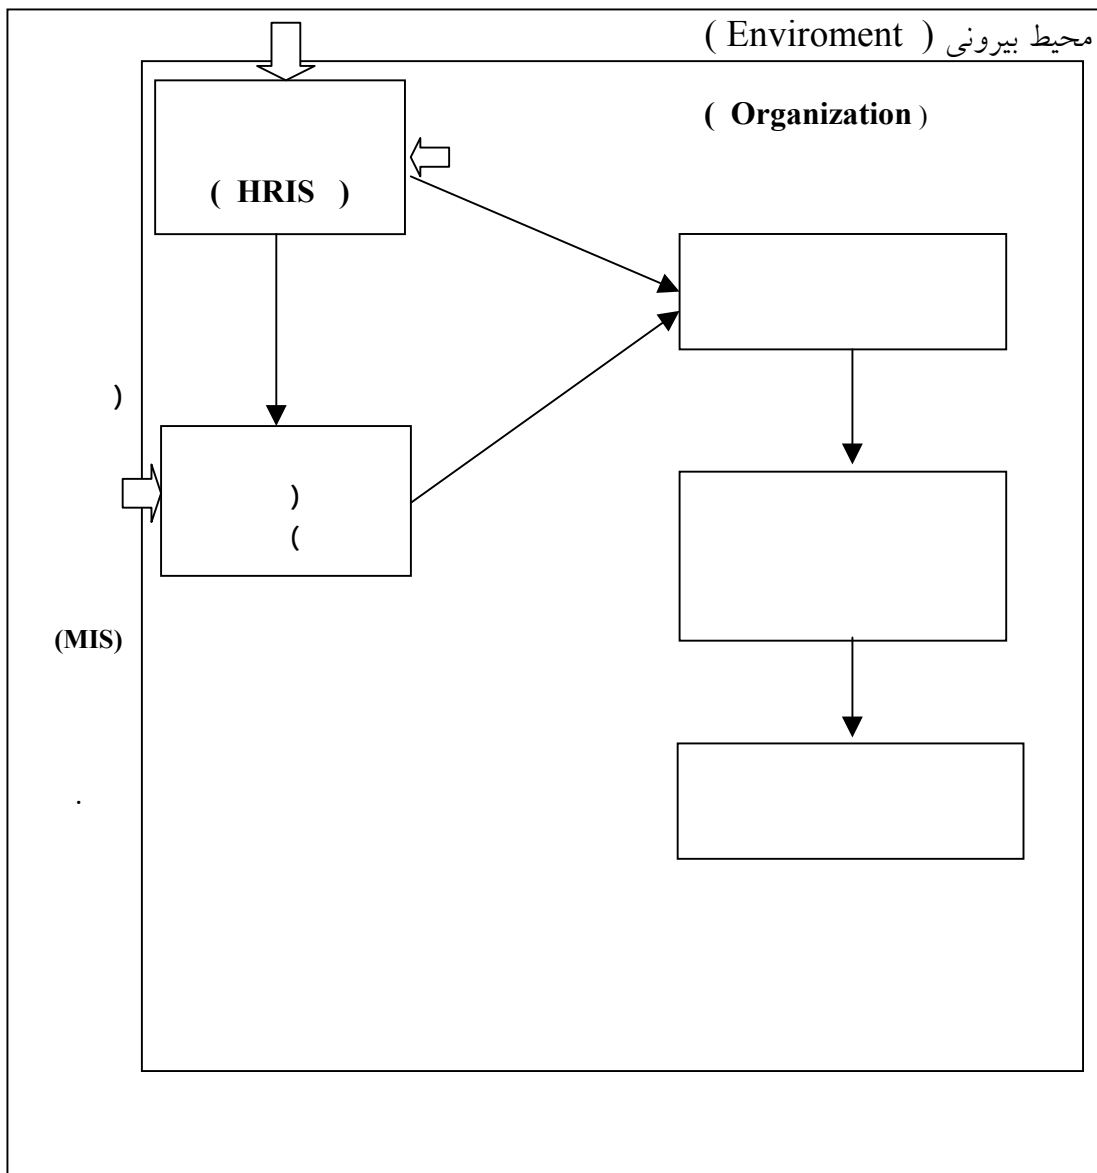 محیط بیرونی ( Enviroment )
( Organization )
( HRIS )
)
)
(
(MIS)
.